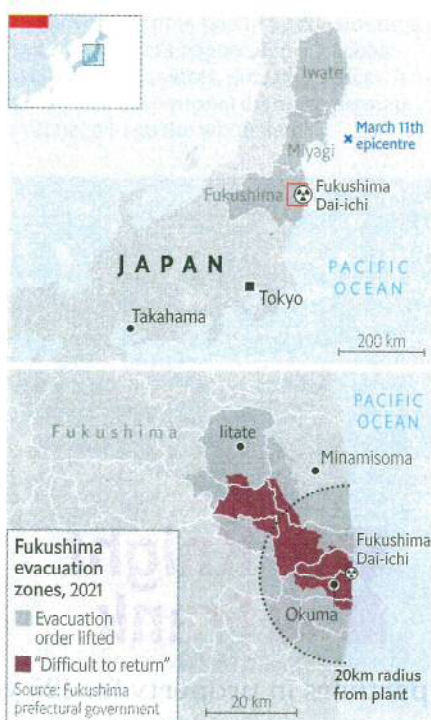 Iwate
March 11th
epicentre
Miyagi
Fukushima
Fukushima
Dai-ichi
JAPAN
PACIFIC
OCEAN
Tokyo
Takahama
200 km
PACIFIC
OCEAN
Fukushima
Iitate
Minamisoma
Fukushima
Dai-ichi
Okuma
Fukushima
evacuation
zones, 2021
Evacuation
order lifted
"Difficult to return"
Source: Fukushima
prefectural government
20 km
20km radius
from plant